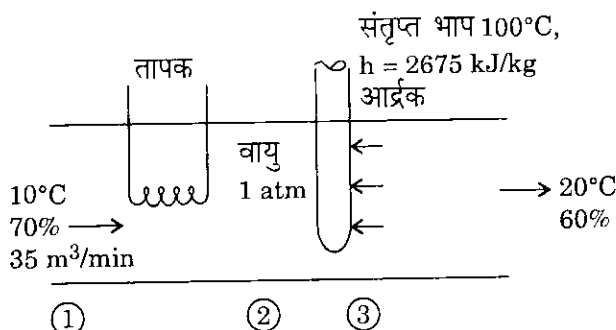 संतृप्त भाप 100°C,
h = 2675 kJ/kg
आर्द्रक
तापक
वायु
1 atm
10°C
70%
35 m³/min
20°C
60%
① ② ③